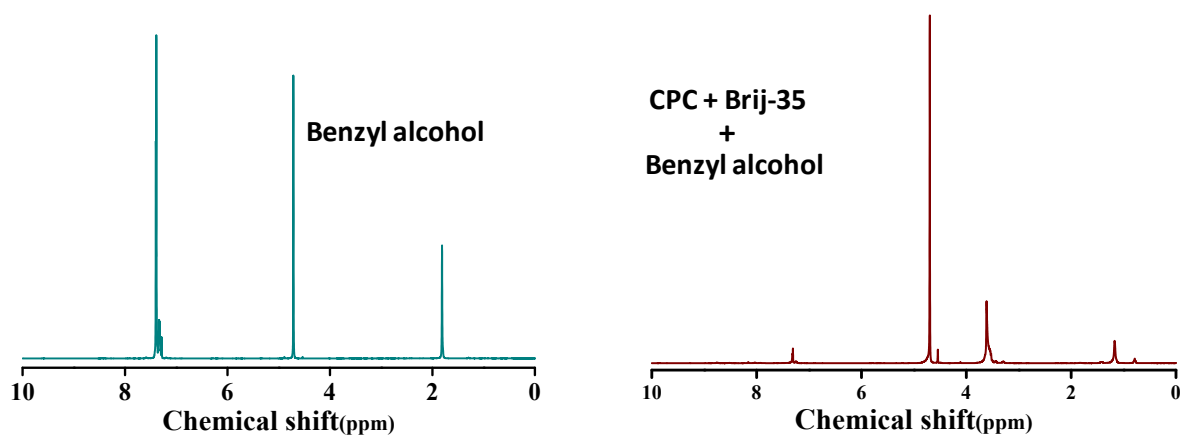 Benzyl alcohol
10 8 6 4 2 0
Chemical shift(ppm)
CPC + Brij-35
+
Benzyl alcohol
10 8 6 4 2 0
Chemical shift(ppm)